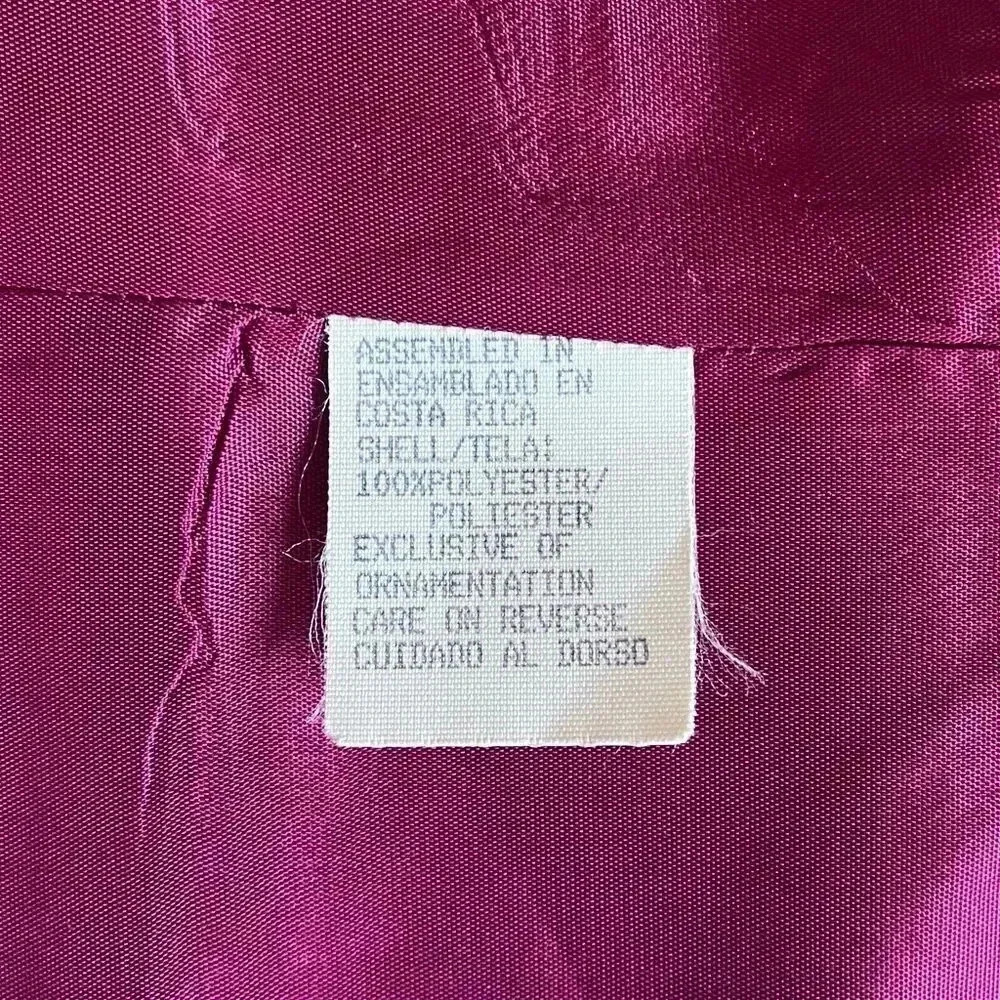 ASSEMBLED IN
ENSAMBLADO EN
COSTA RICA
SHELL/TELA:
100%POLYESTER/
POLIESTER
EXCLUSIVE OF
ORNAMENTATION
CARE ON REVERSE
CUIDADO AL DORSO